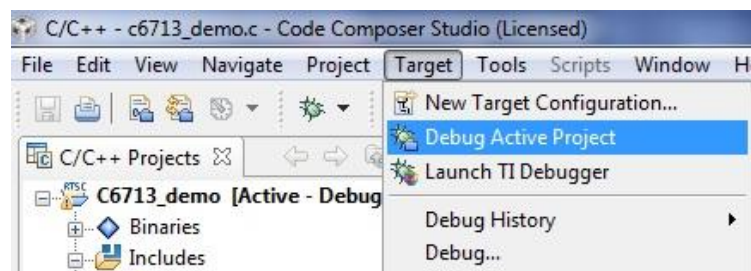 C/C++ - c6713_demo.c - Code Composer Studio (Licensed)
File Edit View Navigate Project Target Tools Scripts Window H
New Target Configuration...
Debug Active Project
C/C++ Projects
Launch TI Debugger
RTSC
C6713_demo [Active - Debug
Binaries
Debug History
Includes
Debug...